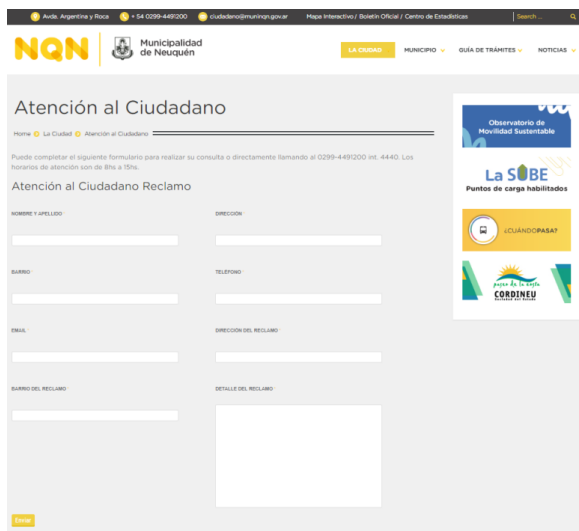 Avda. Argentina y Roca + 54 0299-4491200 ciudadano@muninqn.gov.ar Mapa Interactivo / Boletín Oficial / Centro de Estadísticas Search ...
NQN Municipalidad de Neuquén
LA CIUDAD MUNICIPIO GUÍA DE TRÁMITES NOTICIAS
Atención al Ciudadano
Home La Ciudad Atención al Ciudadano
Puede completar el siguiente formulario para realizar su consulta o directamente llamando al 0299-4491200 int. 4440. Los
horarios de atención son de 8hs a 15hs.
Atención al Ciudadano Reclamo
NOMBRE Y APELLIDO DIRECCIÓN
BARRIO TELÉFONO
EMAIL DIRECCIÓN DEL RECLAMO
BARRIO DEL RECLAMO DETALLE DEL RECLAMO
Enviar
Observatorio de
Movilidad Sustentable
La SUBE
Puntos de carga habilitados
¿CUÁNDOPASA?
paseo de la costa
CORDINEU